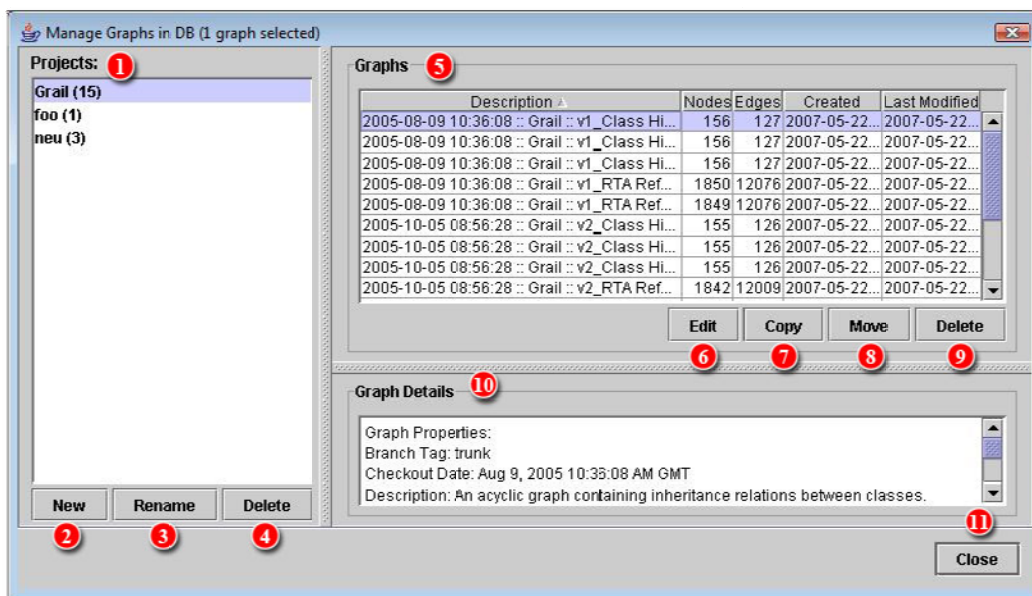 Manage Graphs in DB (1 graph selected)
Projects: 1
Grail (15)
foo (1)
neu (3)
New Rename Delete
2 3 4
Graphs 5
Description Nodes Edges Created Last Modified
2005-08-09 10:36:08 :: Grail :: v1_Class Hi... 156 127 2007-05-22... 2007-05-22...
2005-08-09 10:36:08 :: Grail :: v1_Class Hi... 156 127 2007-05-22... 2007-05-22...
2005-08-09 10:36:08 :: Grail :: v1_Class Hi... 156 127 2007-05-22... 2007-05-22...
2005-08-09 10:36:08 :: Grail :: v1_RTA Ref... 1850 12076 2007-05-22... 2007-05-22...
2005-08-09 10:36:08 :: Grail :: v1_RTA Ref... 1849 12076 2007-05-22... 2007-05-22...
2005-10-05 08:56:28 :: Grail :: v2_Class Hi... 155 126 2007-05-22... 2007-05-22...
2005-10-05 08:56:28 :: Grail :: v2_Class Hi... 155 126 2007-05-22... 2007-05-22...
2005-10-05 08:56:28 :: Grail :: v2_Class Hi... 155 126 2007-05-22... 2007-05-22...
2005-10-05 08:56:28 :: Grail :: v2_RTA Ref... 1842 12009 2007-05-22... 2007-05-22...
Edit Copy Move Delete
6 7 8 9
Graph Details 10
Graph Properties:
Branch Tag: trunk
Checkout Date: Aug 9, 2005 10:36:08 AM GMT
Description: An acyclic graph containing inheritance relations between classes.
11
Close